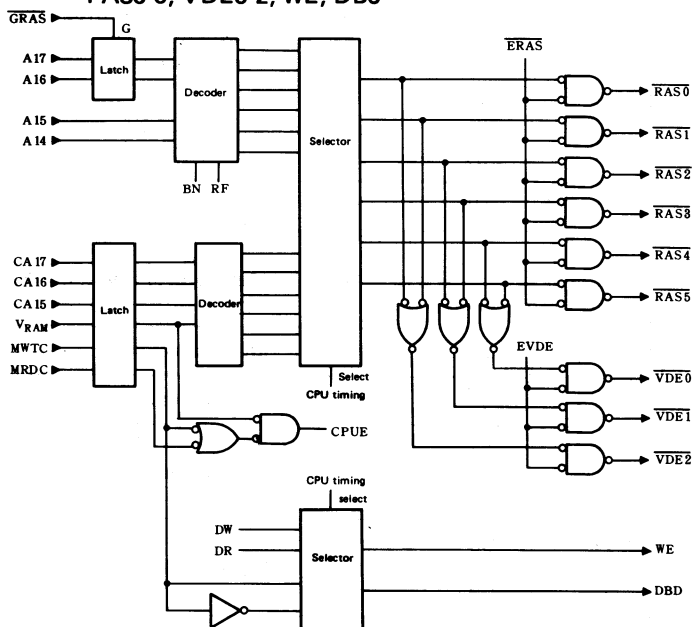 RAS0-5, VDE0-2, WE, DBD
GRAS
G
A17
A16
Latch
Decoder
A15
A14
BN RF
Selector
ERAS
RAS0
RAS1
RAS2
RAS3
RAS4
RAS5
CA17
CA16
CA15
VRAM
MWTC
MRDC
Latch
Decoder
Select
CPU timing
CPUE
EVDE
VDE0
VDE1
VDE2
CPU timing
select
DW
DR
Selector
WE
DBD